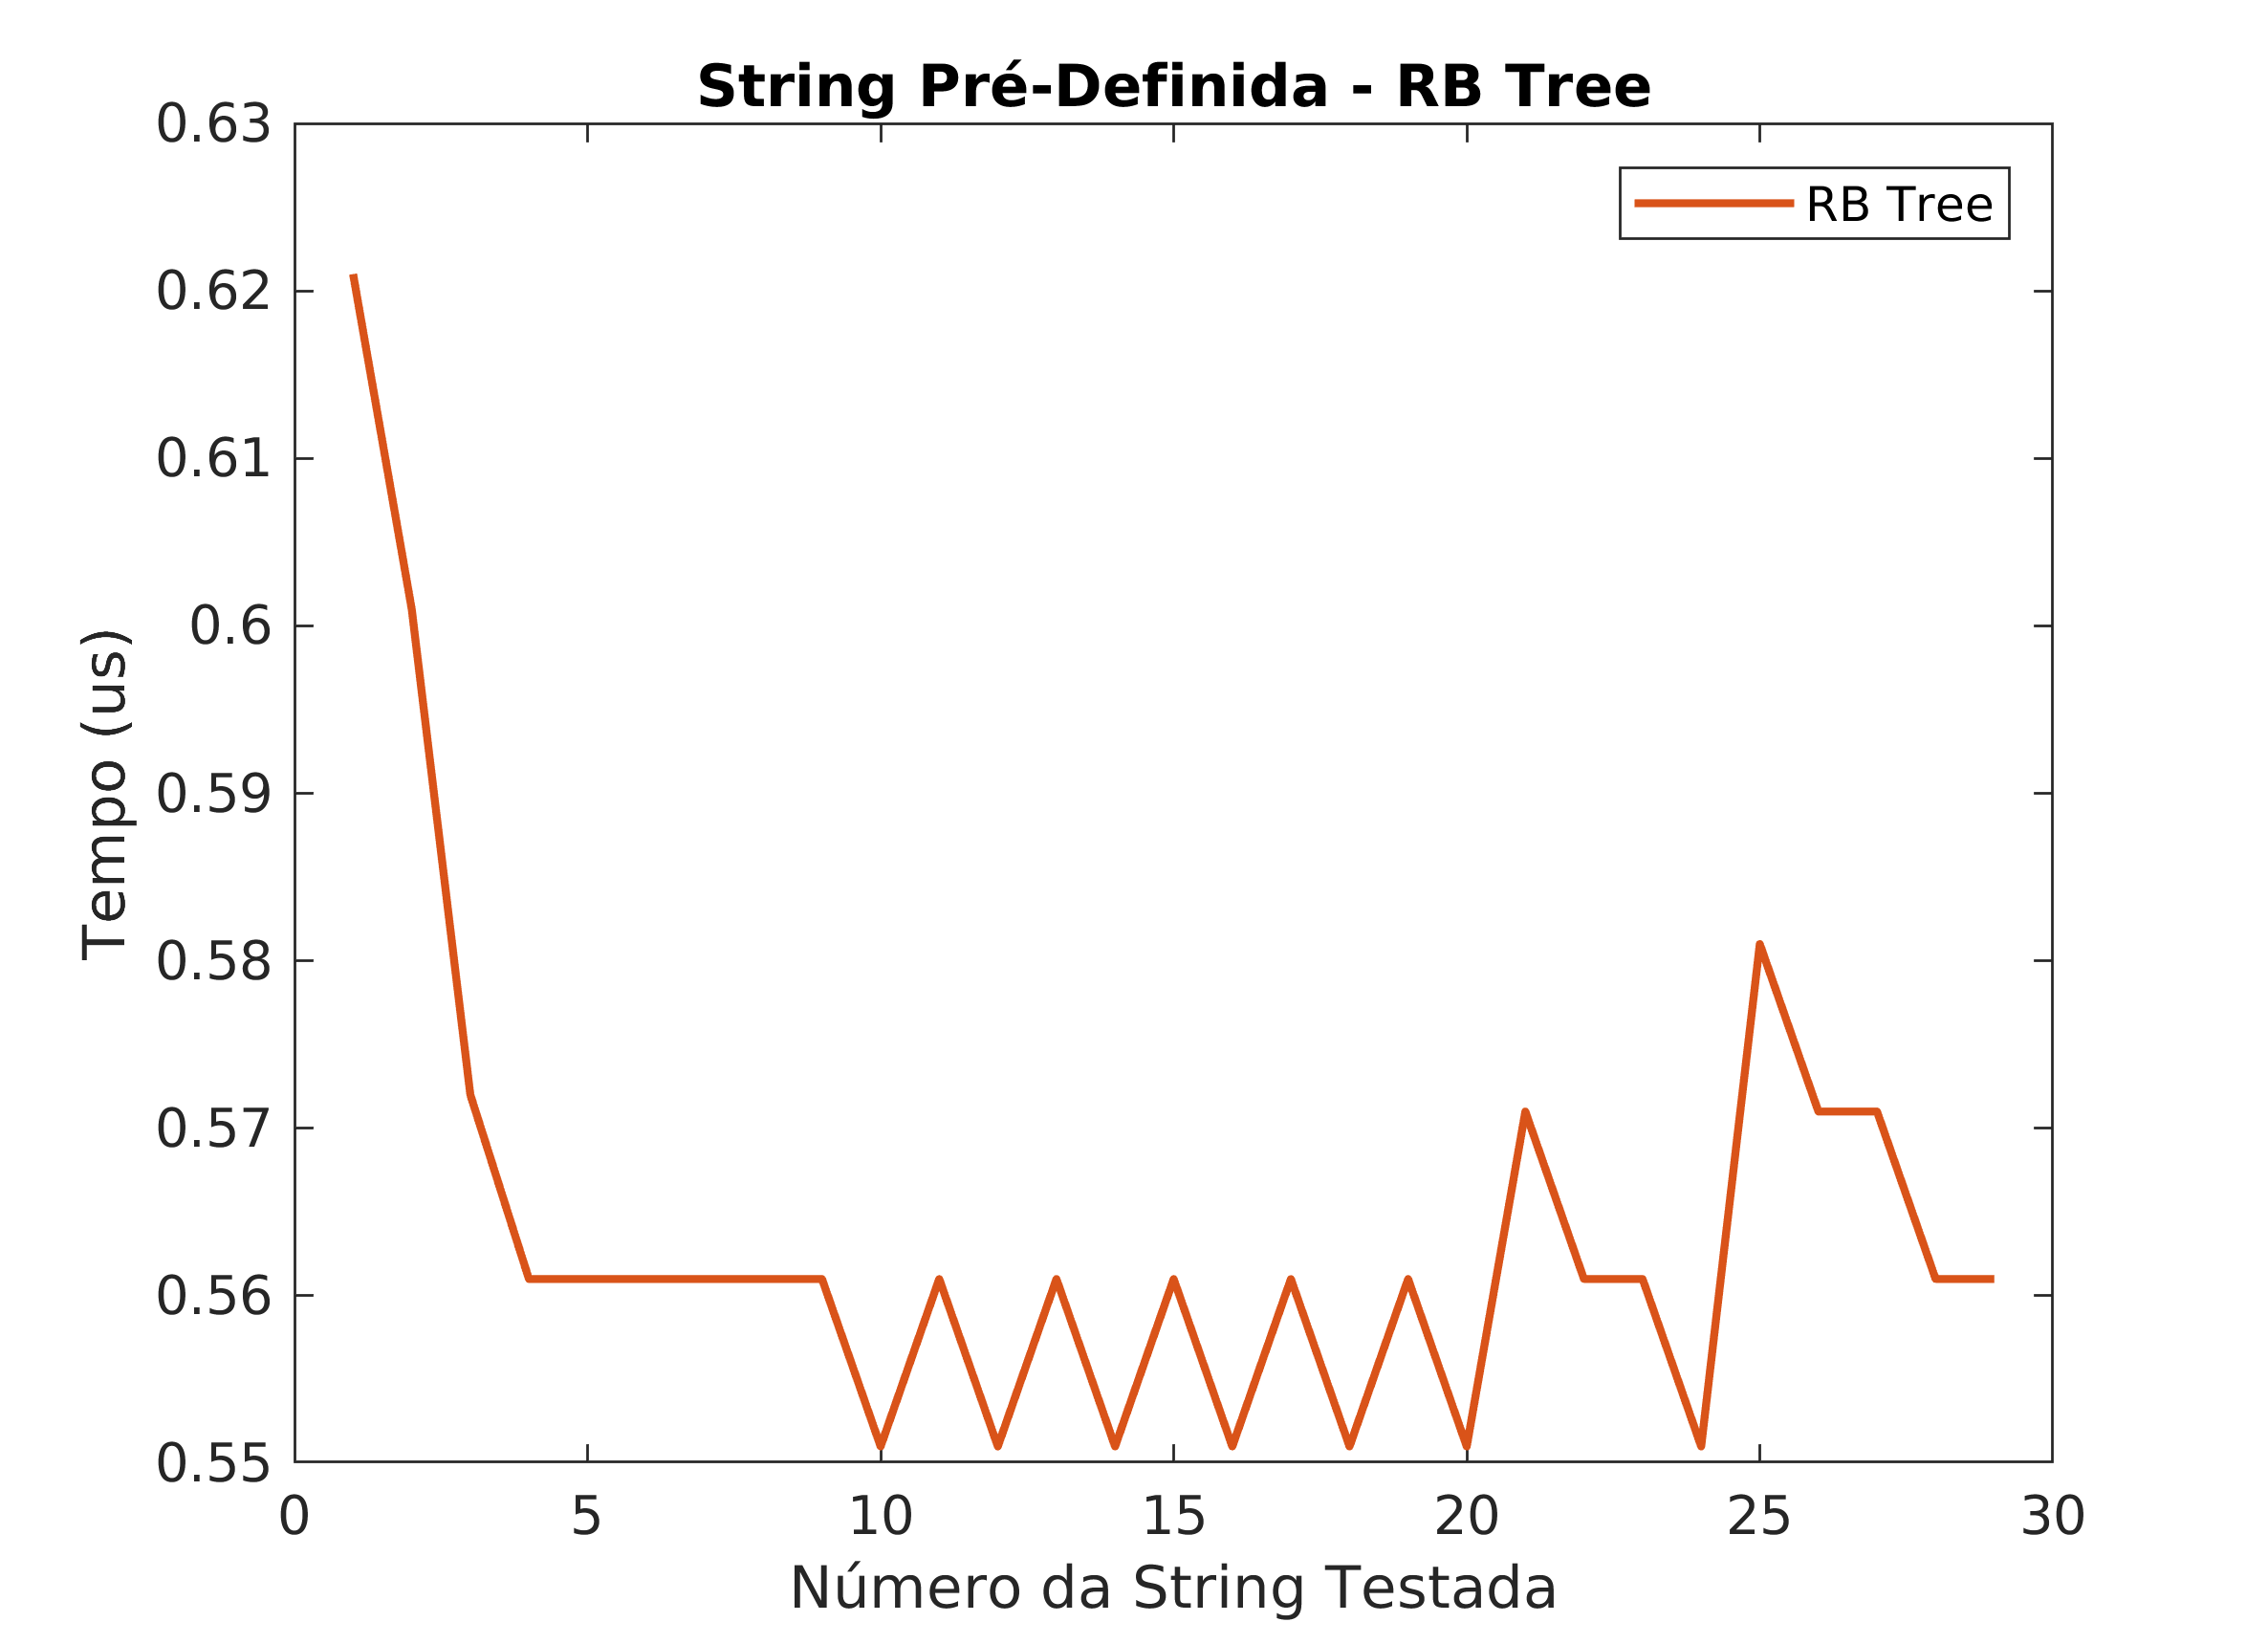 String Pré-Definida - RB Tree
RB Tree
Tempo (us)
0.63
0.62
0.61
0.6
0.59
0.58
0.57
0.56
0.55
0 5 10 15 20 25 30
Número da String Testada